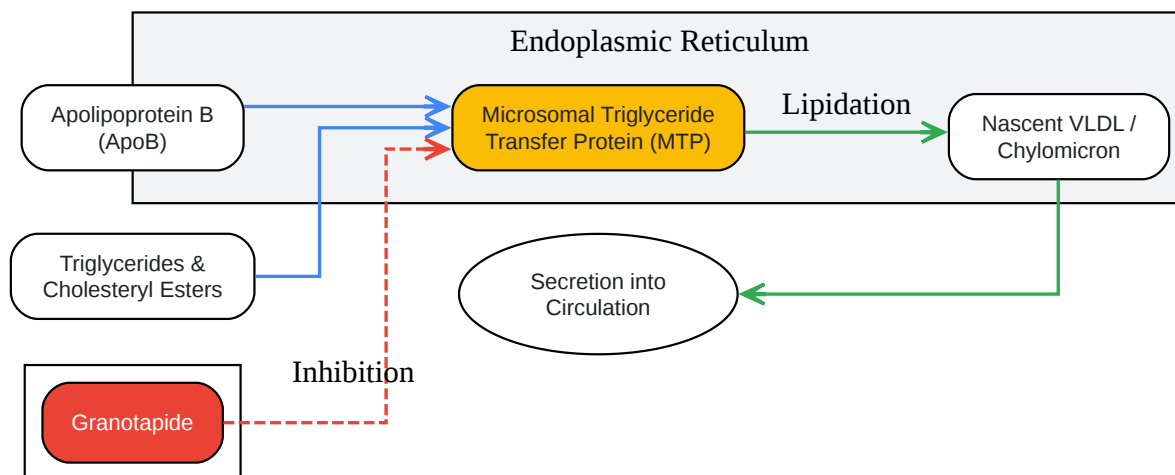 Endoplasmic Reticulum
Apolipoprotein B
(ApoB)
Microsomal Triglyceride
Transfer Protein (MTP)
Lipidation
Nascent VLDL /
Chylomicron
Triglycerides &
Cholesteryl Esters
Secretion into
Circulation
Inhibition
Granotapide